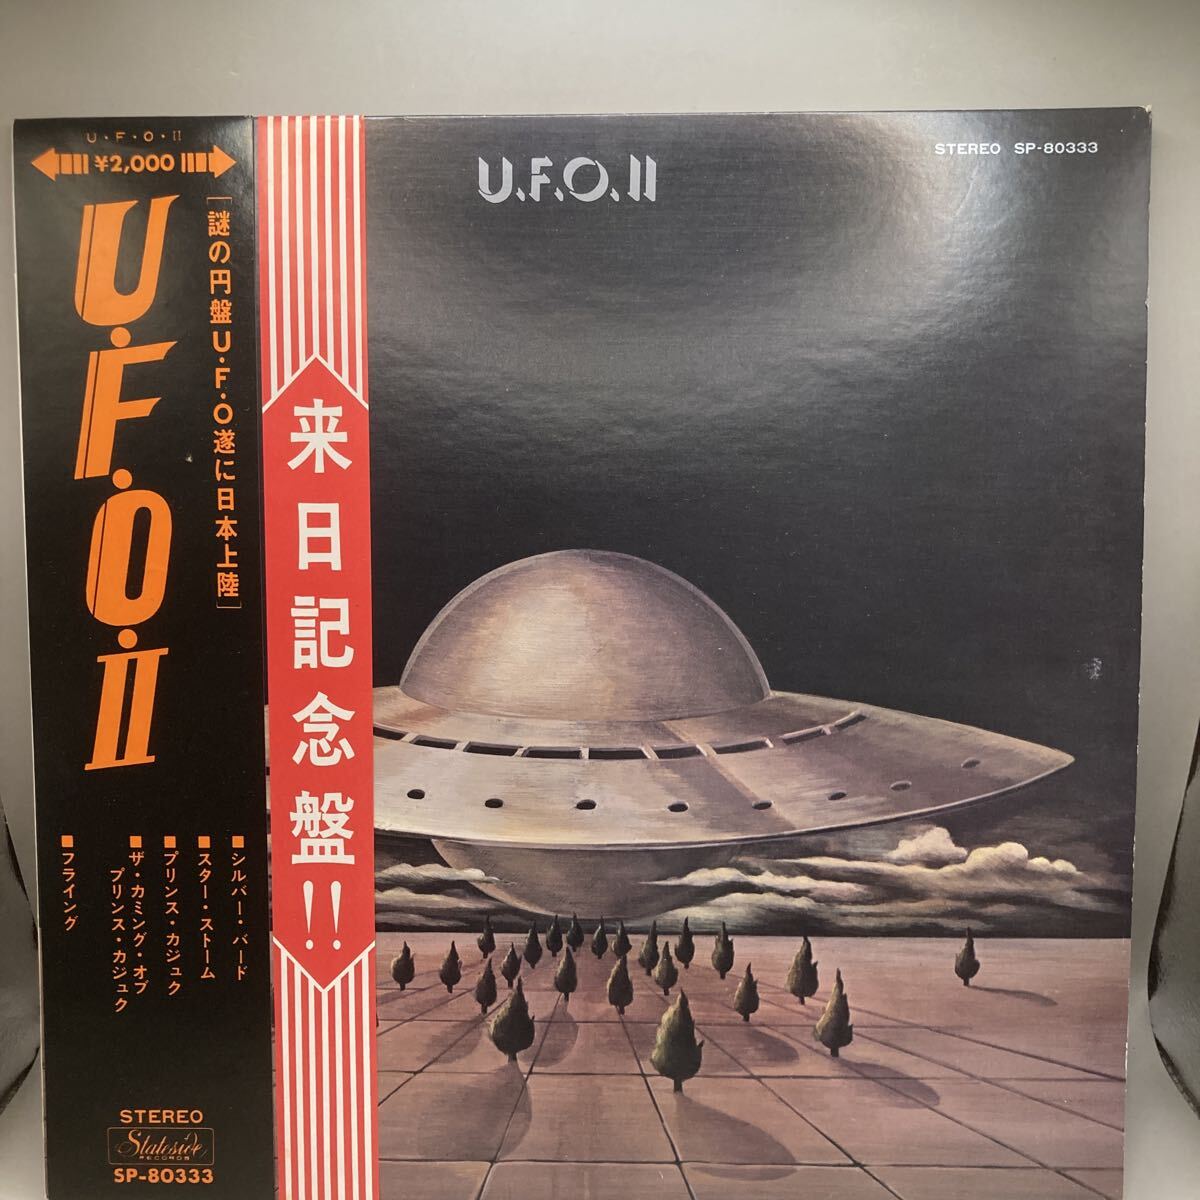 U・F・O・II
¥2,000
U.F.O.II
[謎の円盤U・F・O遂に日本上陸]
■シルバー・バード
■スター・ストーム
■プリンス・カジュク
■ザ・カミング・オブ
プリンス・カジュク
■フライング
STEREO
Stateside
RECORDS
SP-80333
来日記念盤!!
U.F.O.II
STEREO SP-80333